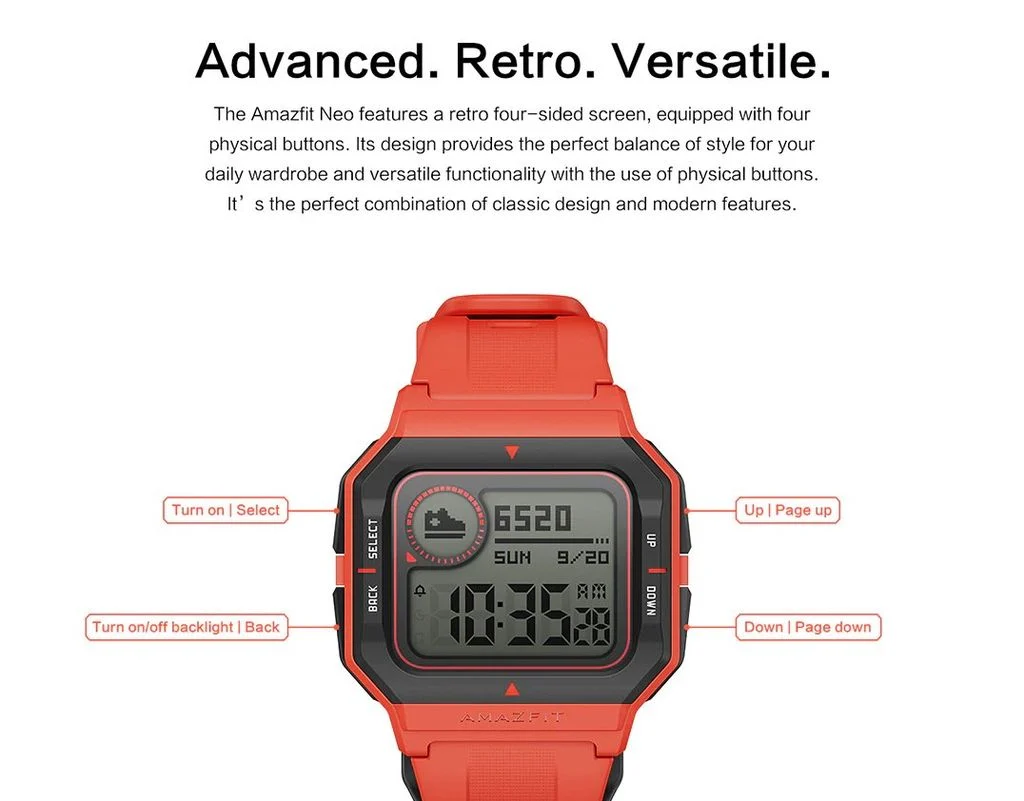 Advanced. Retro. Versatile.
The Amazfit Neo features a retro four-sided screen, equipped with four
physical buttons. Its design provides the perfect balance of style for your
daily wardrobe and versatile functionality with the use of physical buttons.
It’ s the perfect combination of classic design and modern features.
Turn on | Select
Up | Page up
SELECT
6520
UP
SUN 9/20
BACK
10:35 AM
28
DOWN
Turn on/off backlight | Back
Down | Page down
AMAZFIT